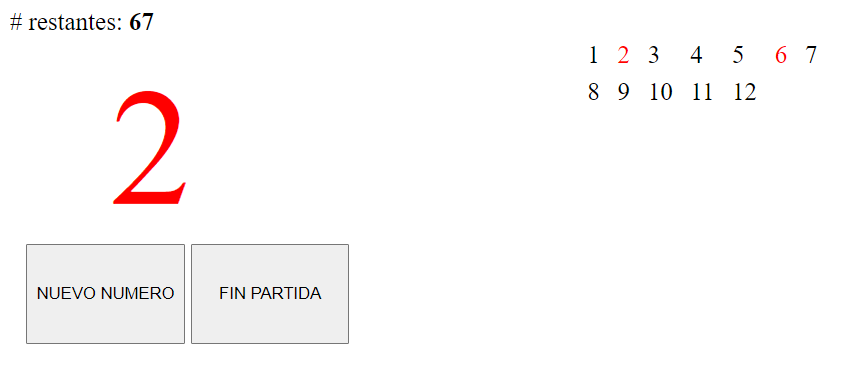 # restantes: 67
1 2 3 4 5 6 7
8 9 10 11 12
2
NUEVO NUMERO FIN PARTIDA